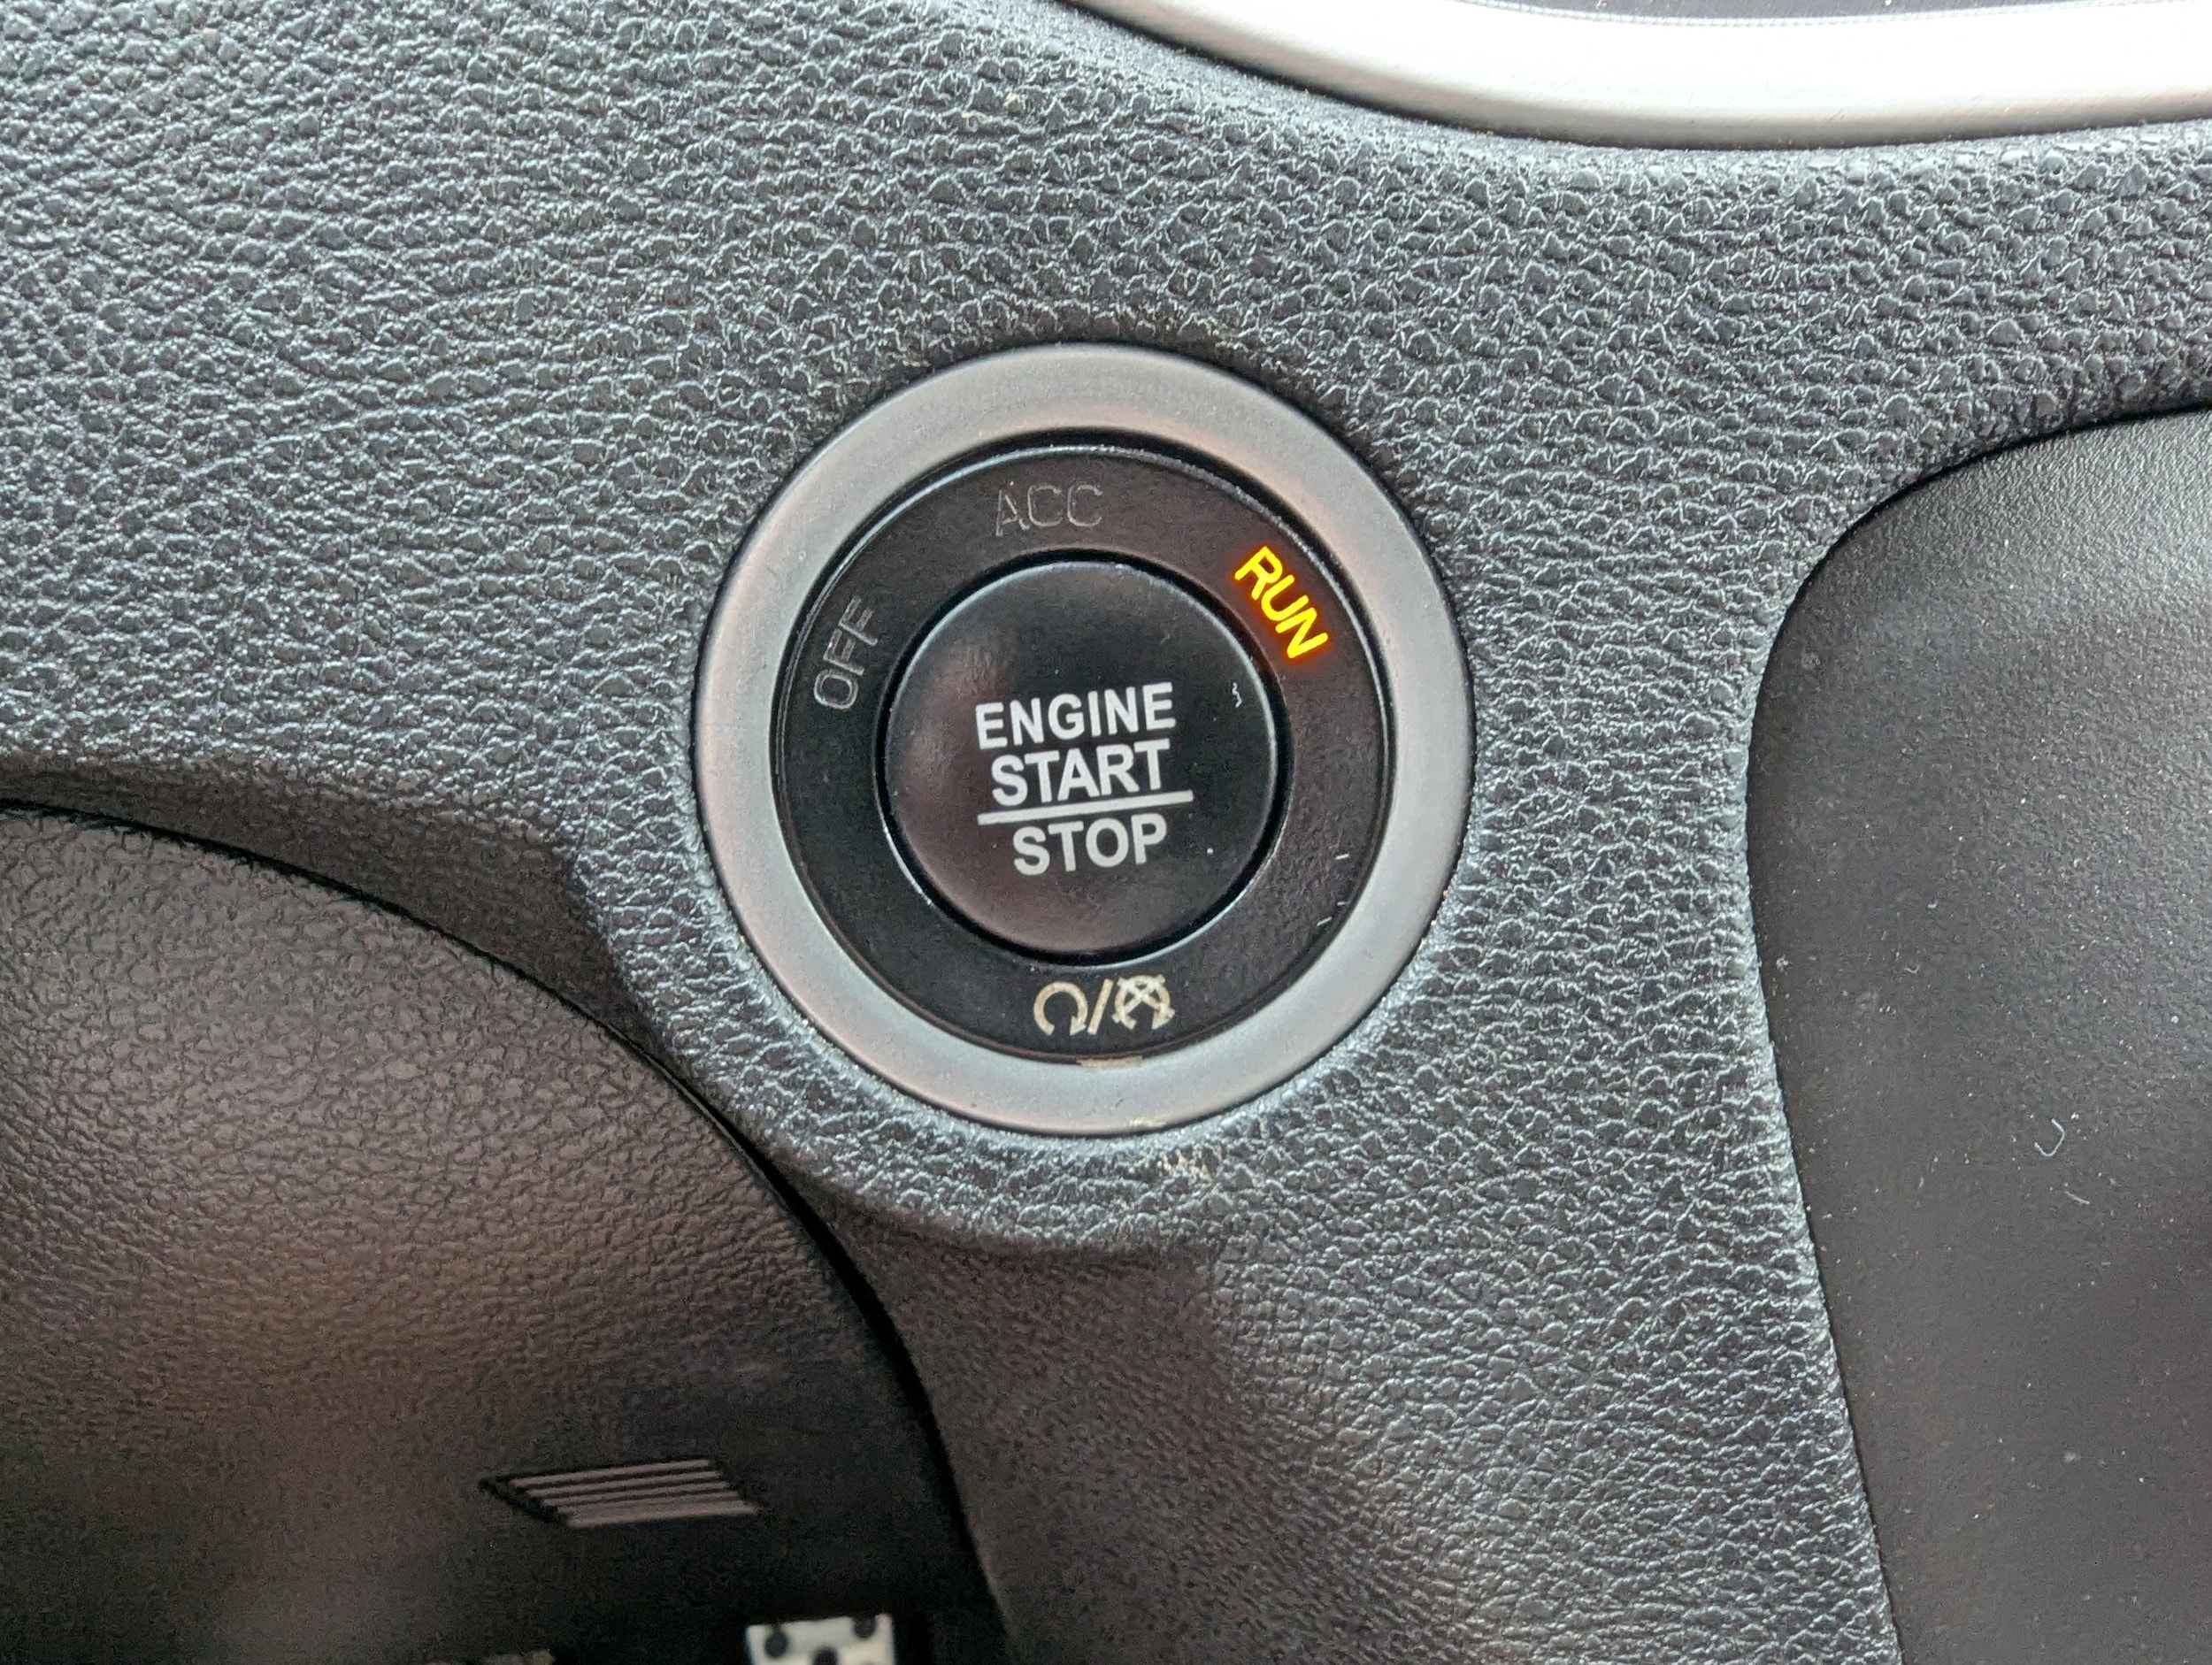 ACC
RUN
OFF
ENGINE
START
STOP